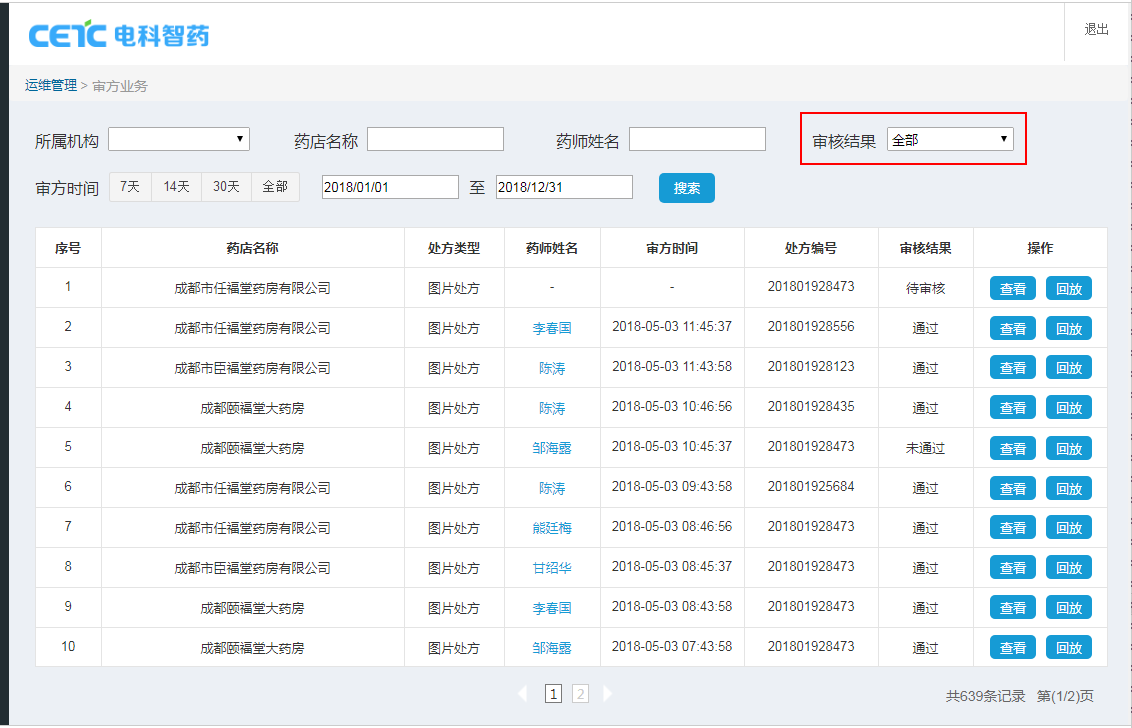 CETC 电科智药
退出
运维管理 > 审方业务
所属机构 药店名称 药师姓名 审核结果 全部
审方时间 7天 14天 30天 全部 2018/01/01 至 2018/12/31 搜索
序号 药店名称 处方类型 药师姓名 审方时间 处方编号 审核结果 操作
1 成都市任福堂药房有限公司 图片处方 - - 201801928473 待审核 查看 回放
2 成都市任福堂药房有限公司 图片处方 李春国 2018-05-03 11:45:37 201801928556 通过 查看 回放
3 成都市臣福堂药房有限公司 图片处方 陈涛 2018-05-03 11:43:58 201801928123 通过 查看 回放
4 成都颐福堂大药房 图片处方 陈涛 2018-05-03 10:46:56 201801928435 通过 查看 回放
5 成都颐福堂大药房 图片处方 邹海露 2018-05-03 10:45:37 201801928473 未通过 查看 回放
6 成都市任福堂药房有限公司 图片处方 陈涛 2018-05-03 09:43:58 201801925684 通过 查看 回放
7 成都市任福堂药房有限公司 图片处方 熊廷梅 2018-05-03 08:46:56 201801928473 通过 查看 回放
8 成都市臣福堂药房有限公司 图片处方 甘绍华 2018-05-03 08:45:37 201801928473 通过 查看 回放
9 成都颐福堂大药房 图片处方 李春国 2018-05-03 08:43:58 201801928473 通过 查看 回放
10 成都颐福堂大药房 图片处方 邹海露 2018-05-03 07:43:58 201801928473 通过 查看 回放
1 2
共639条记录 第(1/2)页